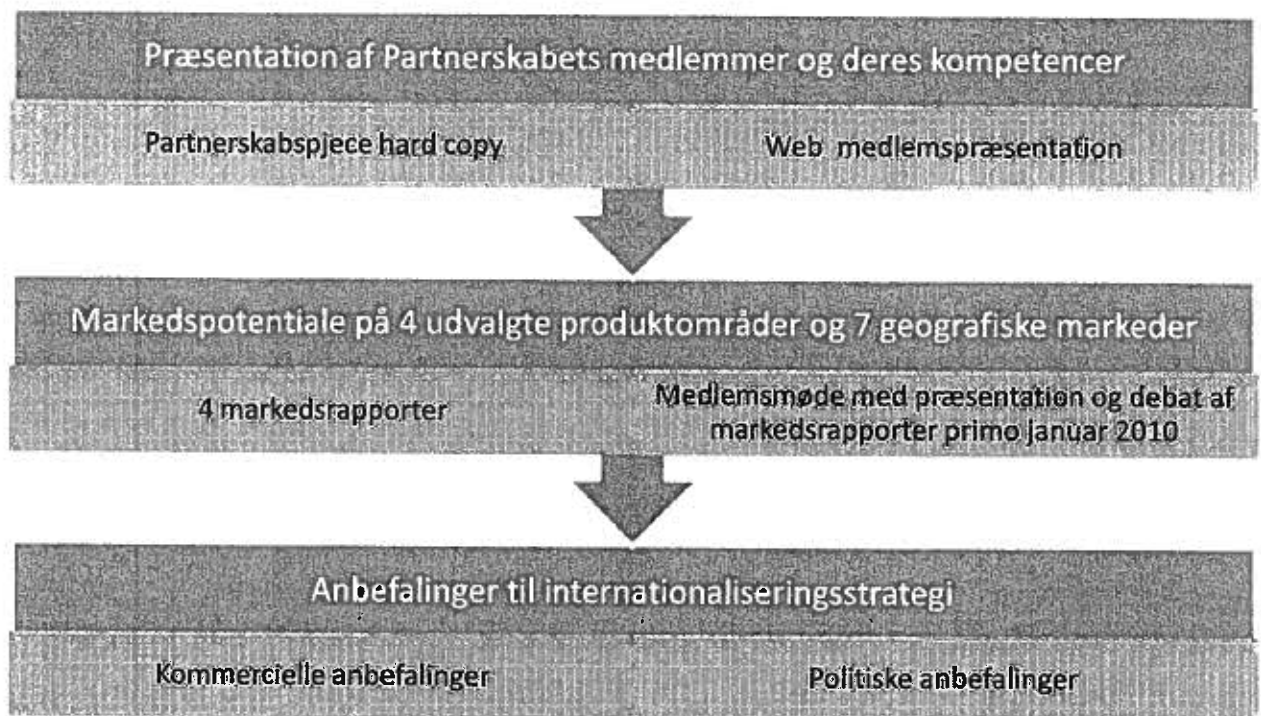 Præsentation af Partnerskabets medlemmer og deres kompetencer
Partnerskabspjece hard copy
Web medlemspræsentation
Markedspotentiale på 4 udvalgte produktområder og 7 geografiske markeder
4 markedsrapporter
Medlemsmøde med præsentation og debat af
markedsrapporter primo januar 2010
Anbefalinger til internationaliseringsstrategi
Kommercielle anbefalinger
Politiske anbefalinger